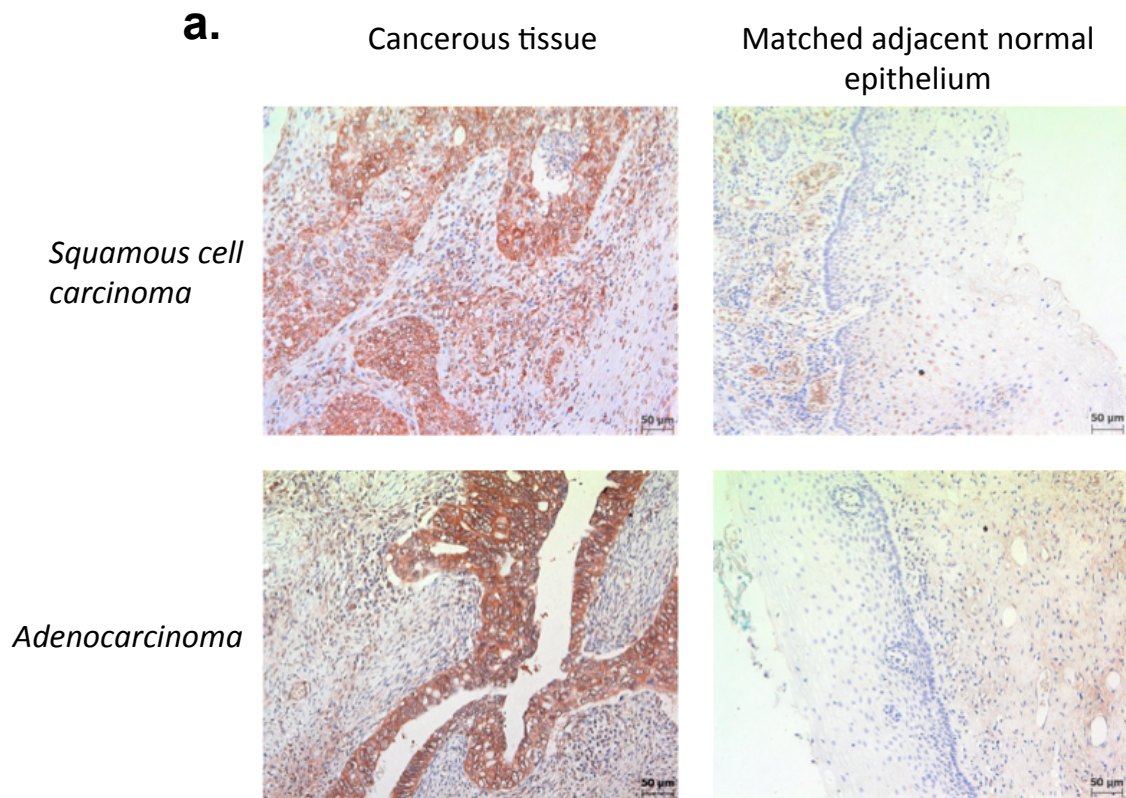 a.
Cancerous tissue
Matched adjacent normal
epithelium
Squamous cell
carcinoma
50 µm
50 µm
Adenocarcinoma
50 µm
50 µm